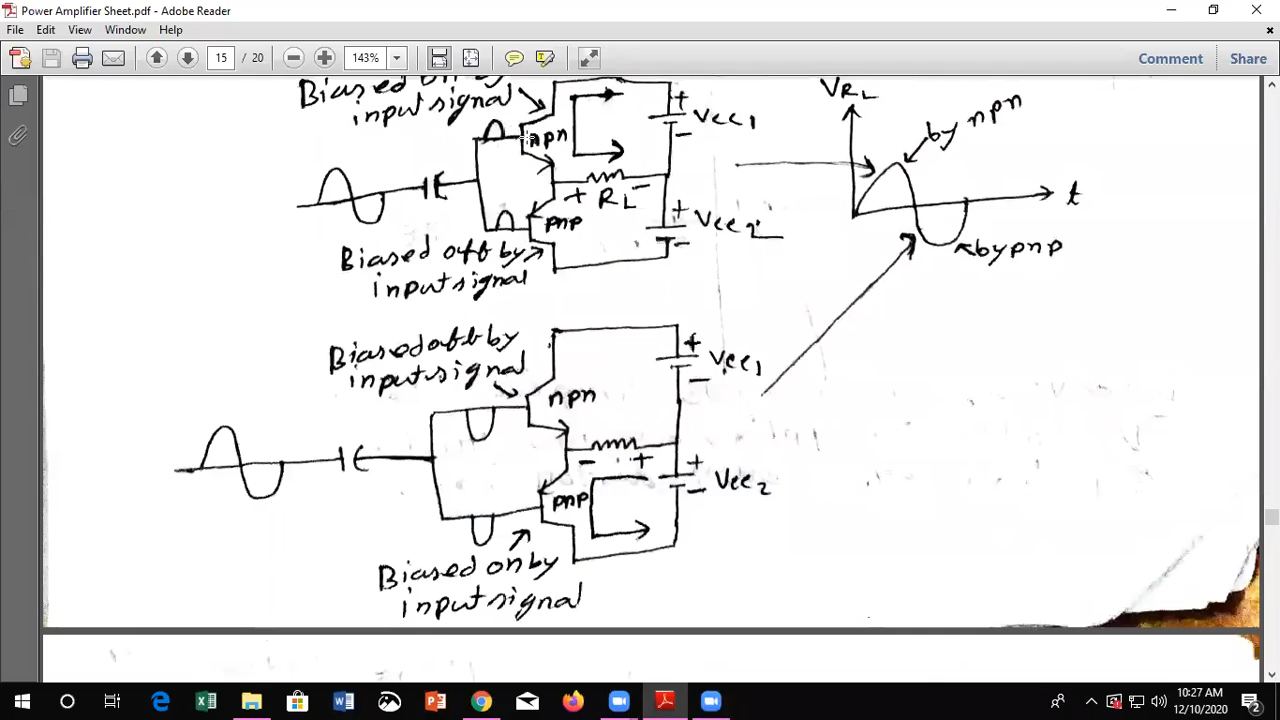 Power Amplifier Sheet.pdf - Adobe Reader
File Edit View Window Help
15 / 20 143% Comment Share
Biased on by
input signal
npn
Vcc1
+
-
+ RL -
pnp
+
Vcc2
-
Biased off by
input signal
VRL
by npn
t
by pnp
Biased off by
input signal
npn
+
Vcc1
-
- +
pnp
+
Vcc2
-
Biased on by
input signal
10:27 AM
12/10/2020
2